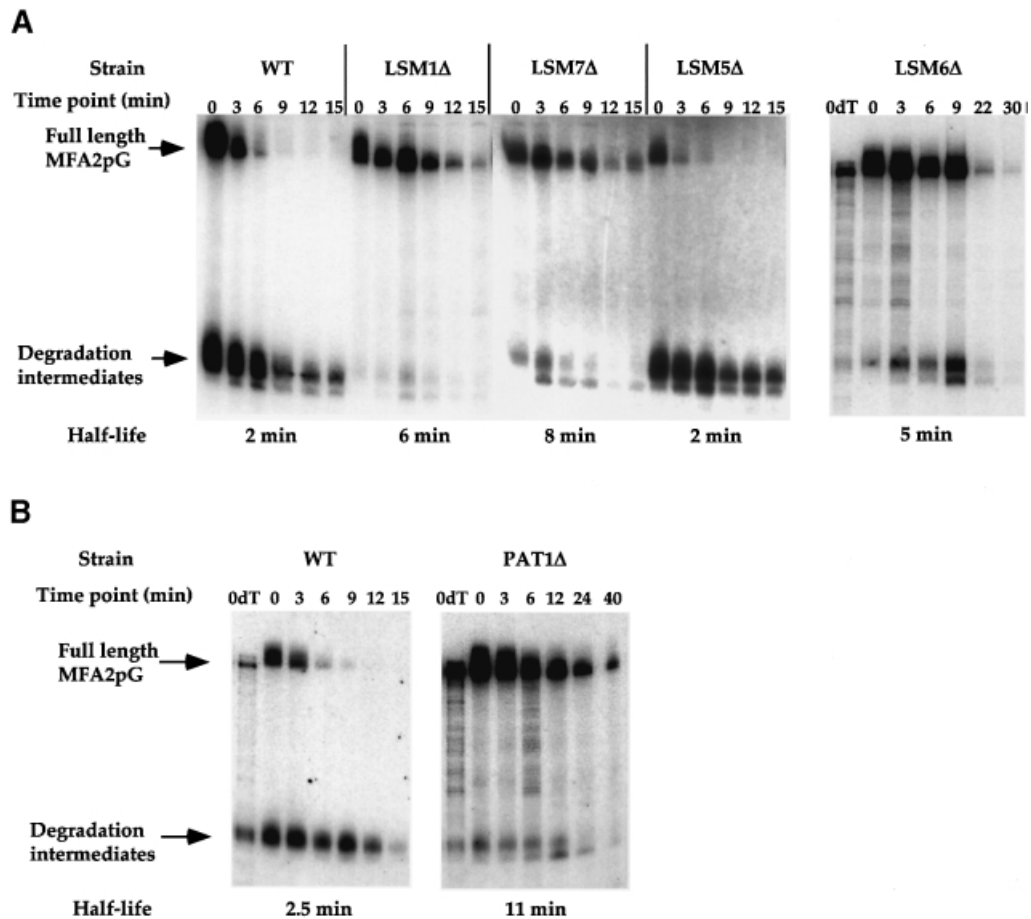 A
Strain WT LSM1Δ LSM7Δ LSM5Δ LSM6Δ
Time point (min) 0 3 6 9 12 15 0 3 6 9 12 15 0 3 6 9 12 15 0 3 6 9 12 15 0dT 0 3 6 9 22 30
Full length
MFA2pG
Degradation
intermediates
Half-life 2 min 6 min 8 min 2 min 5 min
B
Strain WT PAT1Δ
Time point (min) 0dT 0 3 6 9 12 15 0dT 0 3 6 12 24 40
Full length
MFA2pG
Degradation
intermediates
Half-life 2.5 min 11 min